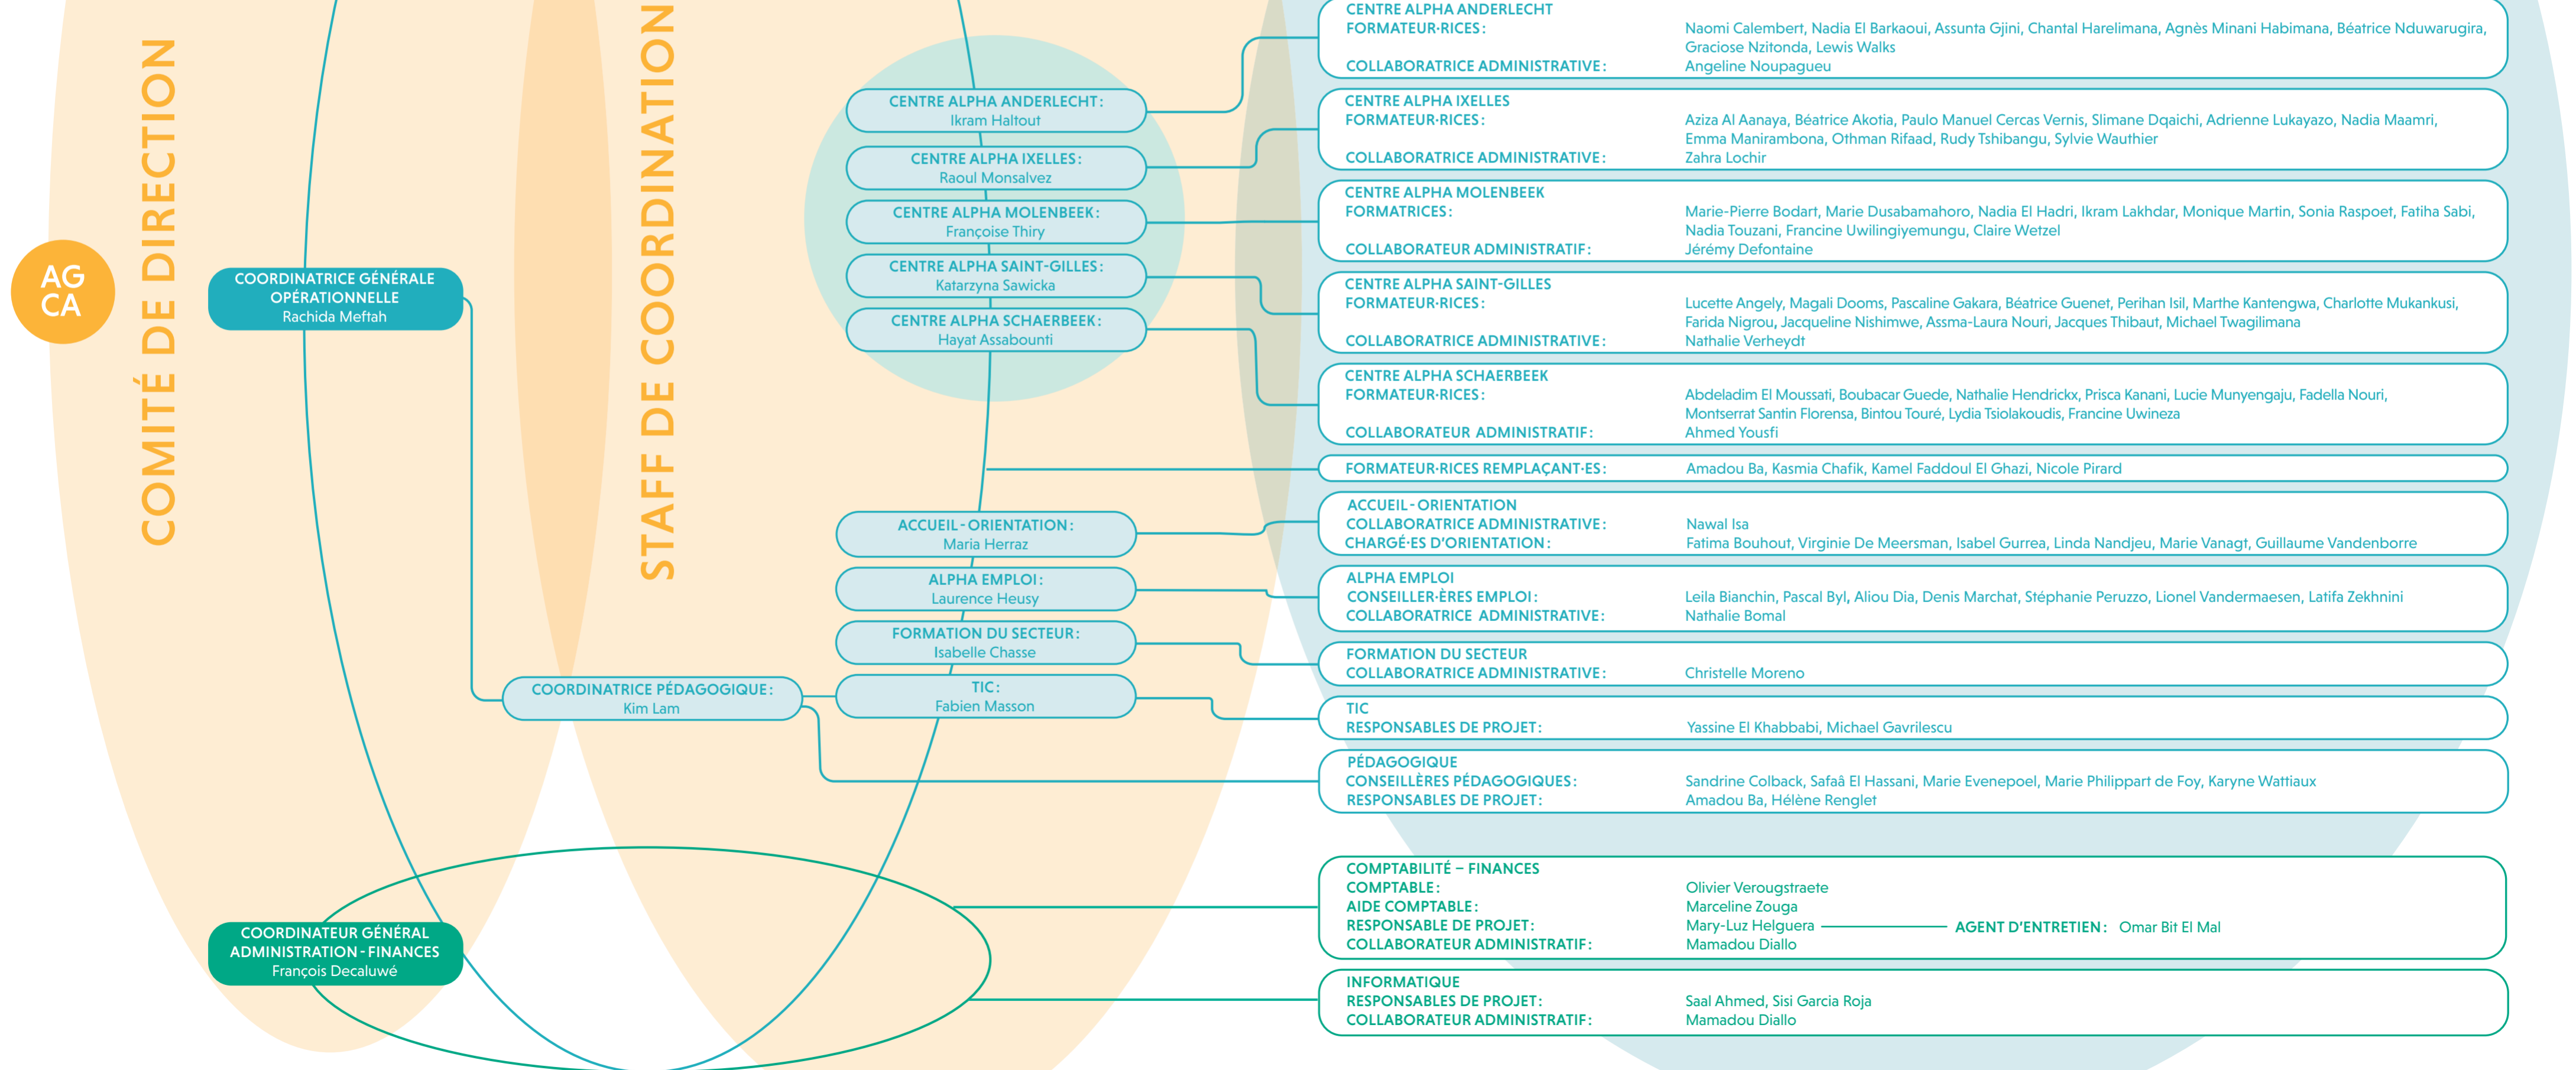 AG
CA
COMITÉ DE DIRECTION
STAFF DE COORDINATION
COORDINATRICE GÉNÉRALE
OPÉRATIONNELLE
Rachida Meftah
COORDINATRICE PÉDAGOGIQUE :
Kim Lam
COORDINATEUR GÉNÉRAL
ADMINISTRATION - FINANCES
François Decaluwé
CENTRE ALPHA ANDERLECHT :
Ikram Haltout
CENTRE ALPHA IXELLES :
Raoul Monsalvez
CENTRE ALPHA MOLENBEEK :
Françoise Thiry
CENTRE ALPHA SAINT-GILLES :
Katarzyna Sawicka
CENTRE ALPHA SCHAERBEEK :
Hayat Assabounti
ACCUEIL - ORIENTATION :
Maria Herraz
ALPHA EMPLOI :
Laurence Heusy
FORMATION DU SECTEUR :
Isabelle Chasse
TIC :
Fabien Masson
CENTRE ALPHA ANDERLECHT
FORMATEUR·RICES : Naomi Calembert, Nadia El Barkaoui, Assunta Gjini, Chantal Harelimana, Agnès Minani Habimana, Béatrice Nduwarugira,
Graciose Nzitonda, Lewis Walks
COLLABORATRICE ADMINISTRATIVE : Angeline Noupagueu
CENTRE ALPHA IXELLES
FORMATEUR·RICES : Aziza Al Aanaya, Béatrice Akotia, Paulo Manuel Cercas Vernis, Slimane Dqaichi, Adrienne Lukayazo, Nadia Maamri,
Emma Manirambona, Othman Rifaad, Rudy Tshibangu, Sylvie Wauthier
COLLABORATRICE ADMINISTRATIVE : Zahra Lochir
CENTRE ALPHA MOLENBEEK
FORMATRICES : Marie-Pierre Bodart, Marie Dusabamahoro, Nadia El Hadri, Ikram Lakhdar, Monique Martin, Sonia Raspoet, Fatiha Sabi,
Nadia Touzani, Francine Uwilingiyemungu, Claire Wetzel
COLLABORATEUR ADMINISTRATIF : Jérémy Defontaine
CENTRE ALPHA SAINT-GILLES
FORMATEUR·RICES : Lucette Angely, Magali Dooms, Pascaline Gakara, Béatrice Guenet, Perihan Isil, Marthe Kantengwa, Charlotte Mukankusi,
Farida Nigrou, Jacqueline Nishimwe, Assma-Laura Nouri, Jacques Thibaut, Michael Twagilimana
COLLABORATRICE ADMINISTRATIVE : Nathalie Verheydt
CENTRE ALPHA SCHAERBEEK
FORMATEUR·RICES : Abdeladim El Moussati, Boubacar Guede, Nathalie Hendrickx, Prisca Kanani, Lucie Munyengaju, Fadella Nouri,
Montserrat Santin Florensa, Bintou Touré, Lydia Tsiolakoudis, Francine Uwineza
COLLABORATEUR ADMINISTRATIF : Ahmed Yousfi
FORMATEUR·RICES REMPLAÇANT·ES : Amadou Ba, Kasmia Chafik, Kamel Faddoul El Ghazi, Nicole Pirard
ACCUEIL - ORIENTATION
COLLABORATRICE ADMINISTRATIVE : Nawal Isa
CHARGÉ·ES D'ORIENTATION : Fatima Bouhout, Virginie De Meersman, Isabel Gurrea, Linda Nandjeu, Marie Vanagt, Guillaume Vandenborre
ALPHA EMPLOI
CONSEILLER·ÈRES EMPLOI : Leila Bianchin, Pascal Byl, Aliou Dia, Denis Marchat, Stéphanie Peruzzo, Lionel Vandermaesen, Latifa Zekhnini
COLLABORATRICE ADMINISTRATIVE : Nathalie Bomal
FORMATION DU SECTEUR
COLLABORATRICE ADMINISTRATIVE : Christelle Moreno
TIC
RESPONSABLES DE PROJET : Yassine El Khabbabi, Michael Gavrilescu
PÉDAGOGIQUE
CONSEILLÈRES PÉDAGOGIQUES : Sandrine Colback, Safaâ El Hassani, Marie Evenepoel, Marie Philippart de Foy, Karyne Wattiaux
RESPONSABLES DE PROJET : Amadou Ba, Hélène Renglet
COMPTABILITÉ – FINANCES
COMPTABLE : Olivier Verougstraete
AIDE COMPTABLE : Marceline Zouga
RESPONSABLE DE PROJET : Mary-Luz Helguera AGENT D'ENTRETIEN : Omar Bit El Mal
COLLABORATEUR ADMINISTRATIF : Mamadou Diallo
INFORMATIQUE
RESPONSABLES DE PROJET : Saal Ahmed, Sisi Garcia Roja
COLLABORATEUR ADMINISTRATIF : Mamadou Diallo